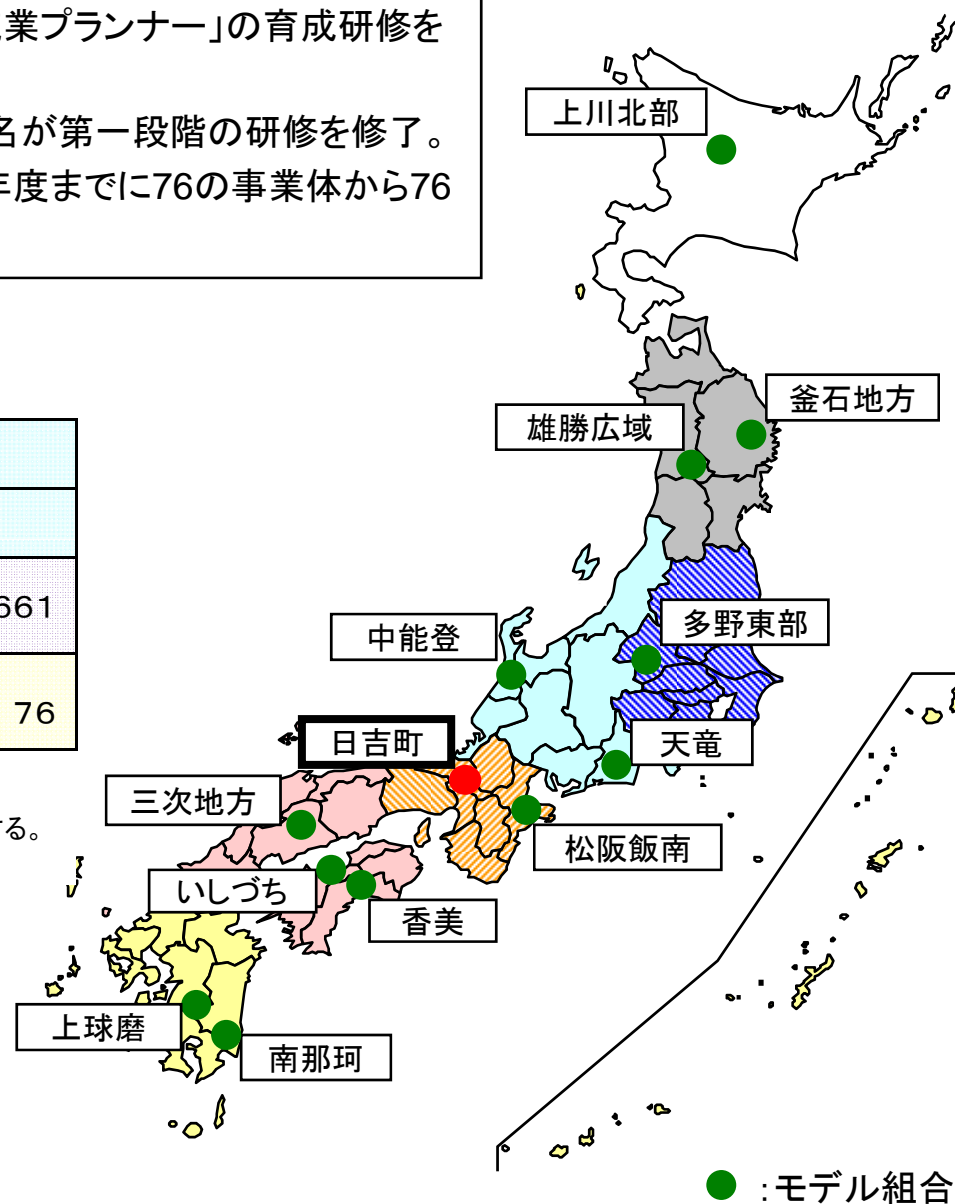 業プランナー」の育成研修を
名が第一段階の研修を修了。
年度までに76の事業体から76
上川北部
釜石地方
雄勝広域
661
76
する。
多野東部
中能登
日吉町
天竜
三次地方
松阪飯南
いしづち
香美
上球磨
南那珂
:モデル組合